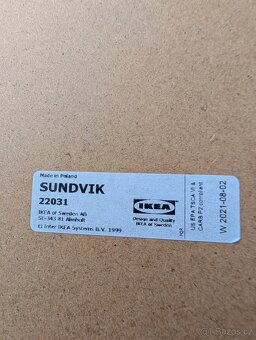 Made in Poland
SUNDVIK
22031
IKEA of Sweden AB
SE-343 81 Älmhult
© Inter IKEA Systems B.V. 1999
IKEA
Design and Quality
IKEA of Sweden
US EPA TSCA VI &
CARB P2 compliant
W 2021-08-02